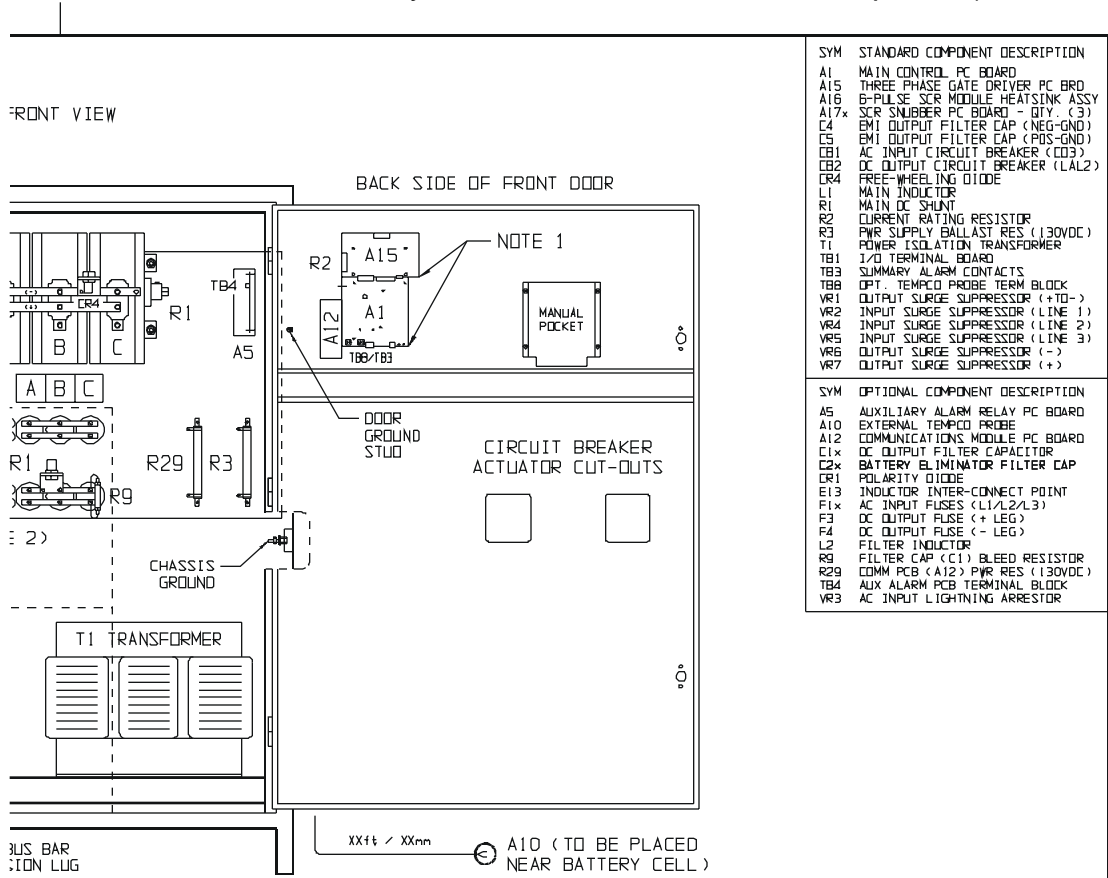 FRONT VIEW
BACK SIDE OF FRONT DOOR
NOTE 1
A15
R2
TB4
A1
A12
CR4
R1
MANUAL
POCKET
B
C
A5
TB8/TB3
A B C
DOOR
GROUND
STUD
CIRCUIT BREAKER
ACTUATOR CUT-OUTS
R1
R29
R3
R9
E 2)
CHASSIS
GROUND
T1 TRANSFORMER
XXft / XXmm
A10 (TO BE PLACED
NEAR BATTERY CELL)
BUS BAR
SION LUG
SYM STANDARD COMPONENT DESCRIPTION
A1 MAIN CONTROL PC BOARD
A15 THREE PHASE GATE DRIVER PC BRD
A16 6-PULSE SCR MODULE HEATSINK ASSY
A17x SCR SNUBBER PC BOARD - QTY. (3)
C4 EMI OUTPUT FILTER CAP (NEG-GND)
C5 EMI OUTPUT FILTER CAP (POS-GND)
CB1 AC INPUT CIRCUIT BREAKER (CD3)
CB2 DC OUTPUT CIRCUIT BREAKER (LAL2)
CR4 FREE-WHEELING DIODE
L1 MAIN INDUCTOR
R1 MAIN DC SHUNT
R2 CURRENT RATING RESISTOR
R3 PWR SUPPLY BALLAST RES (130VDC)
T1 POWER ISOLATION TRANSFORMER
TB1 I/O TERMINAL BOARD
TB3 SUMMARY ALARM CONTACTS
TB8 OPT. TEMPCO PROBE TERM BLOCK
VR1 OUTPUT SURGE SUPPRESSOR (+TO-)
VR2 INPUT SURGE SUPPRESSOR (LINE 1)
VR4 INPUT SURGE SUPPRESSOR (LINE 2)
VR5 INPUT SURGE SUPPRESSOR (LINE 3)
VR6 OUTPUT SURGE SUPPRESSOR (-)
VR7 OUTPUT SURGE SUPPRESSOR (+)
SYM OPTIONAL COMPONENT DESCRIPTION
A5 AUXILIARY ALARM RELAY PC BOARD
A10 EXTERNAL TEMPCO PROBE
A12 COMMUNICATIONS MODULE PC BOARD
C1x DC OUTPUT FILTER CAPACITOR
C2x BATTERY ELIMINATOR FILTER CAP
CR1 POLARITY DIODE
E13 INDUCTOR INTER-CONNECT POINT
F1x AC INPUT FUSES (L1/L2/L3)
F3 DC OUTPUT FUSE (+ LEG)
F4 DC OUTPUT FUSE (- LEG)
L2 FILTER INDUCTOR
R9 FILTER CAP (C1) BLEED RESISTOR
R29 COMM PCB (A12) PWR RES (130VDC)
TB4 AUX ALARM PCB TERMINAL BLOCK
VR3 AC INPUT LIGHTNING ARRESTOR